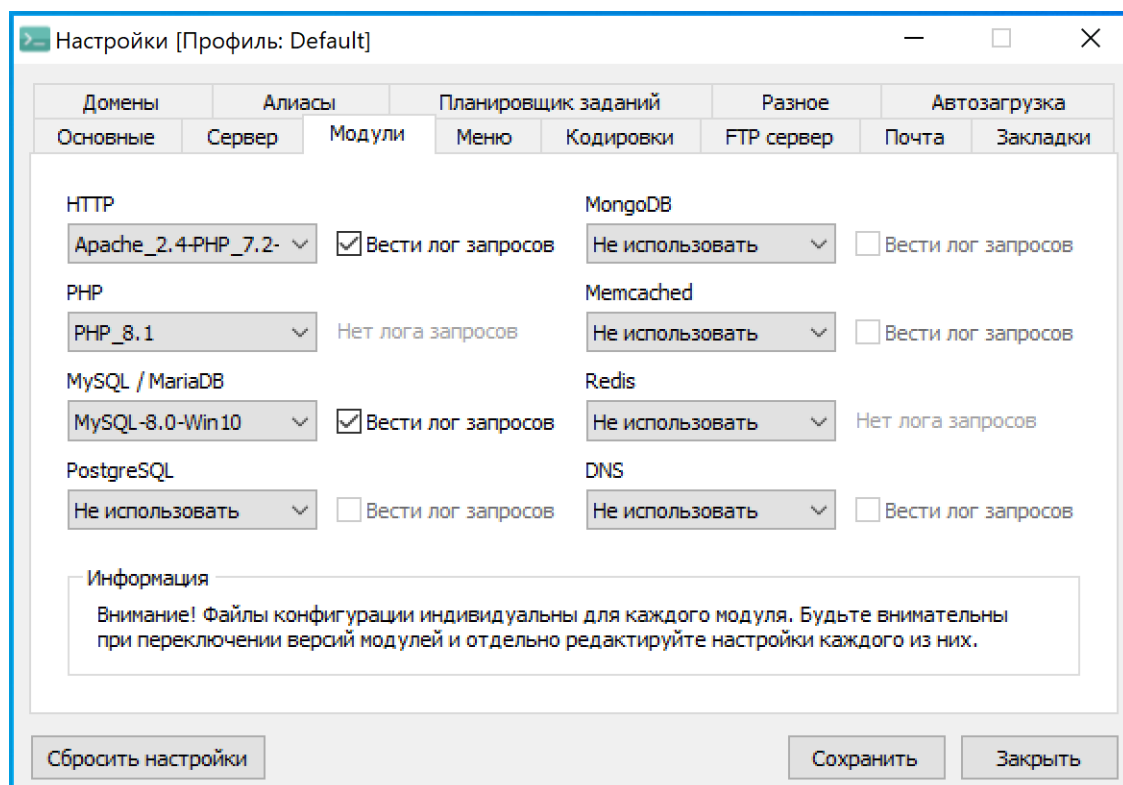 Настройки [Профиль: Default]
Домены Алиасы Планировщик заданий Разное Автозагрузка
Основные Сервер Модули Меню Кодировки FTP сервер Почта Закладки
HTTP
Apache_2.4-PHP_7.2- Вести лог запросов
PHP
PHP_8.1 Нет лога запросов
MySQL / MariaDB
MySQL-8.0-Win10 Вести лог запросов
PostgreSQL
Не использовать Вести лог запросов
MongoDB
Не использовать Вести лог запросов
Memcached
Не использовать Вести лог запросов
Redis
Не использовать Нет лога запросов
DNS
Не использовать Вести лог запросов
Информация
Внимание! Файлы конфигурации индивидуальны для каждого модуля. Будьте внимательны
при переключении версий модулей и отдельно редактируйте настройки каждого из них.
Сбросить настройки Сохранить Закрыть